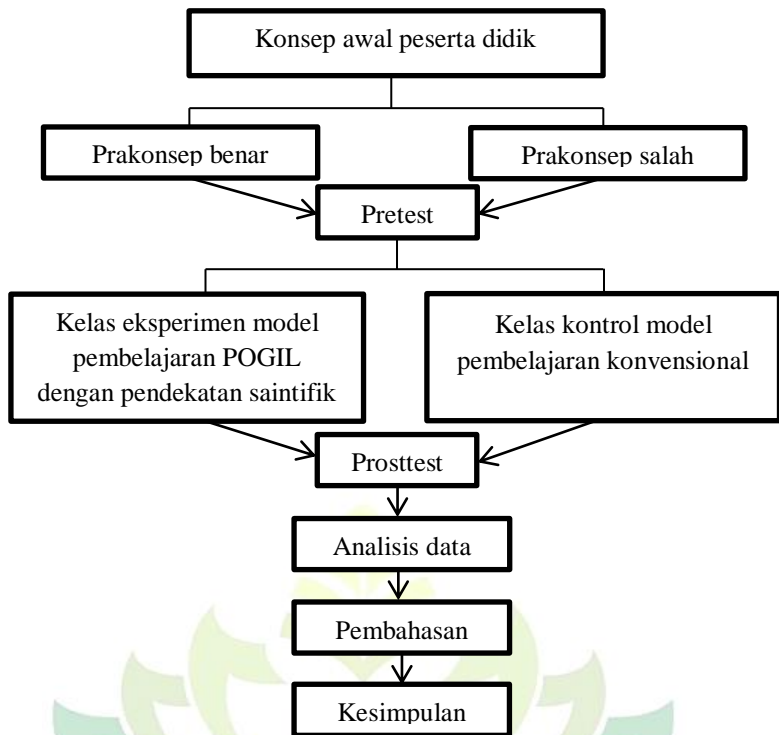 Konsep awal peserta didik
Prakonsep benar
Prakonsep salah
Pretest
Kelas eksperimen model
pembelajaran POGIL
dengan pendekatan saintifik
Kelas kontrol model
pembelajaran konvensional
Prosttest
Analisis data
Pembahasan
Kesimpulan